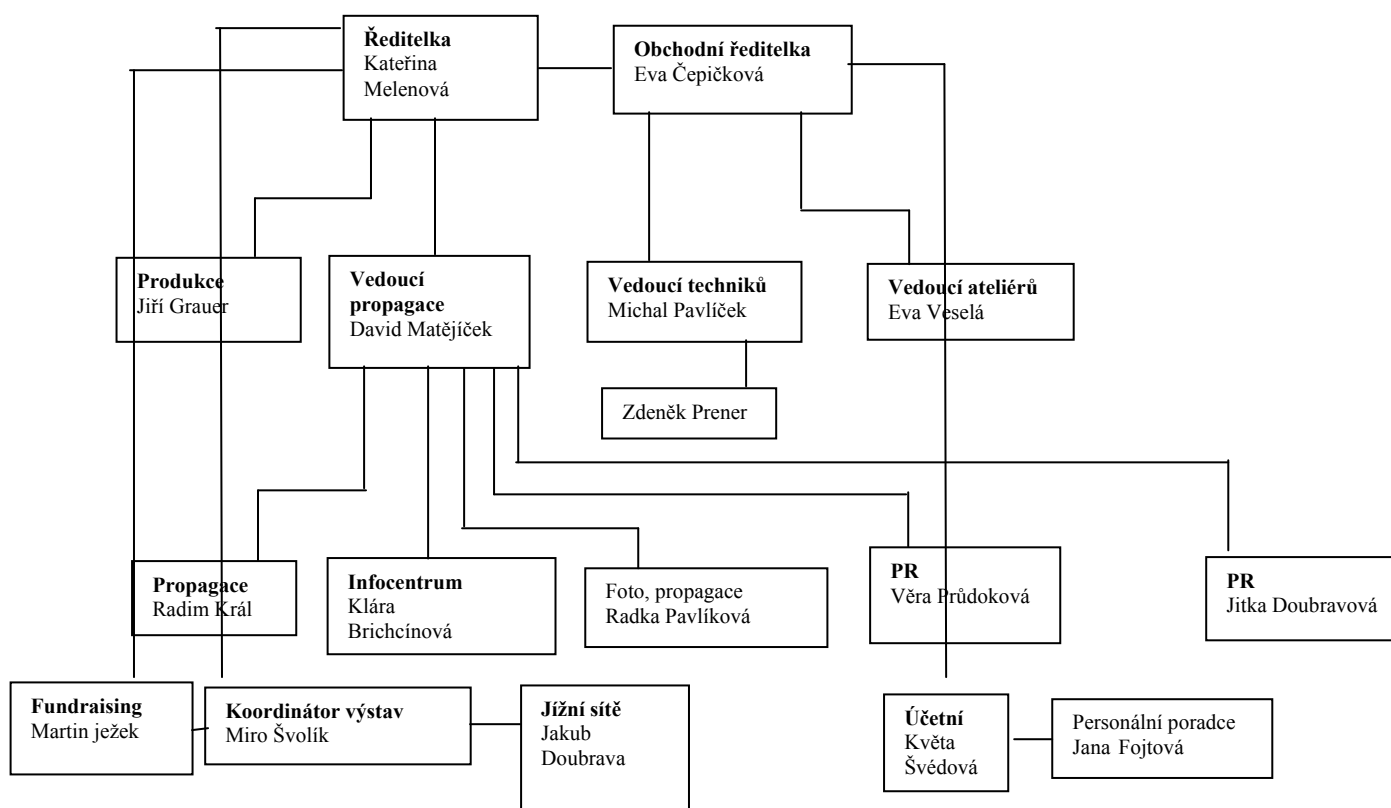 Ředitelka
Kateřina
Melenová
Obchodní ředitelka
Eva Čepičková
Produkce
Jiří Grauer
Vedoucí
propagace
David Matějíček
Vedoucí techniků
Michal Pavlíček
Vedoucí ateliérů
Eva Veselá
Zdeněk Prener
Propagace
Radim Král
Infocentrum
Klára
Brichcínová
Foto, propagace
Radka Pavlíková
PR
Věra Průdoková
PR
Jitka Doubravová
Fundraising
Martin ježek
Koordinátor výstav
Miro Švolík
Jížní sítě
Jakub
Doubrava
Účetní
Květa
Švédová
Personální poradce
Jana Fojtová